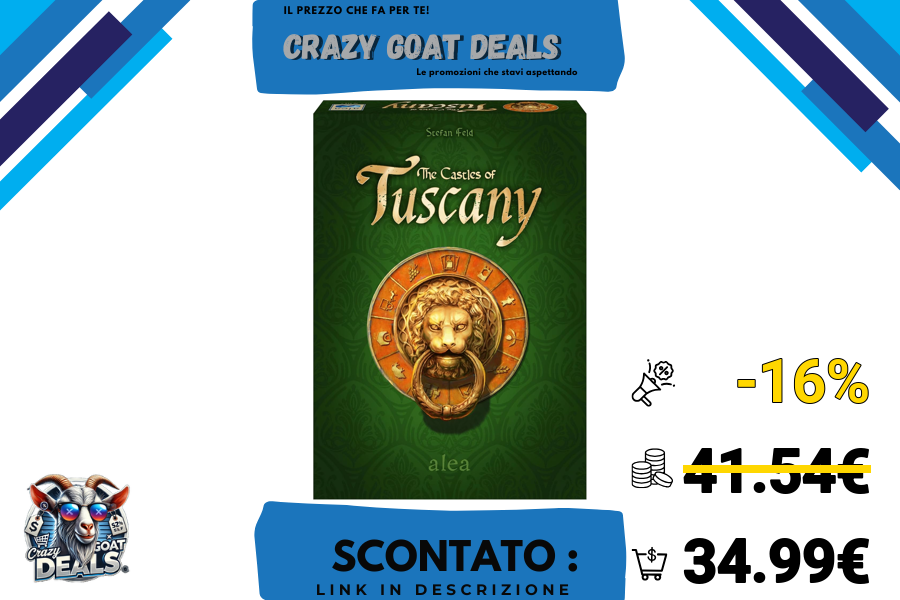 IL PREZZO CHE FA PER TE!
CRAZY GOAT DEALS
Le promozioni che stavi aspettando
Tuscany
Stefan Feld
The Castles of
Tuscany
alea
-16%
41.54€
34.99€
SCONTATO :
LINK IN DESCRIZIONE
$
Crazy
GOAT
DEALS